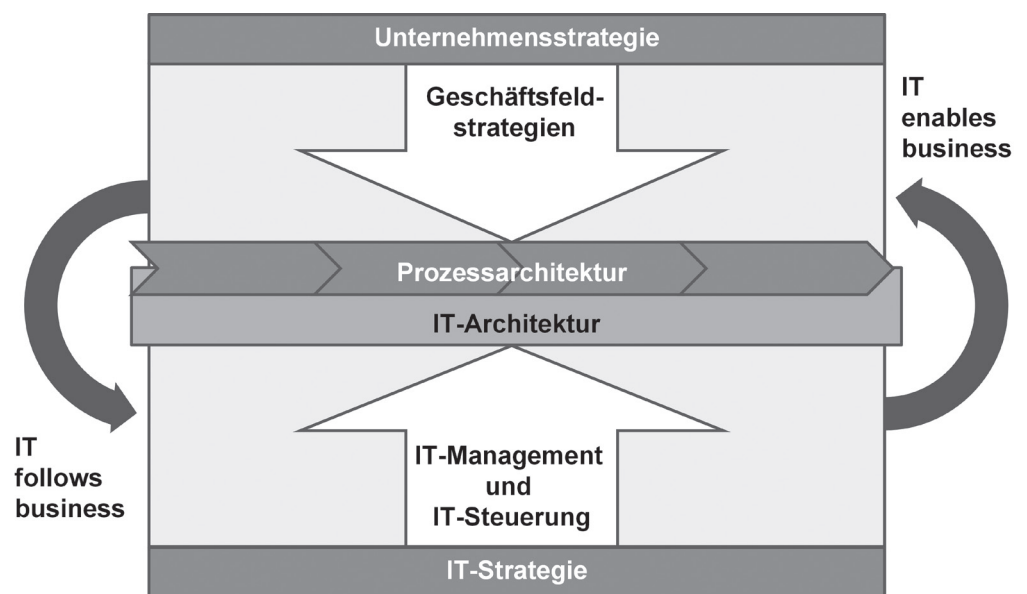 Unternehmensstrategie
Geschäftsfeld-
strategien
IT
enables
business
Prozessarchitektur
IT-Architektur
IT
follows
business
IT-Management
und
IT-Steuerung
IT-Strategie